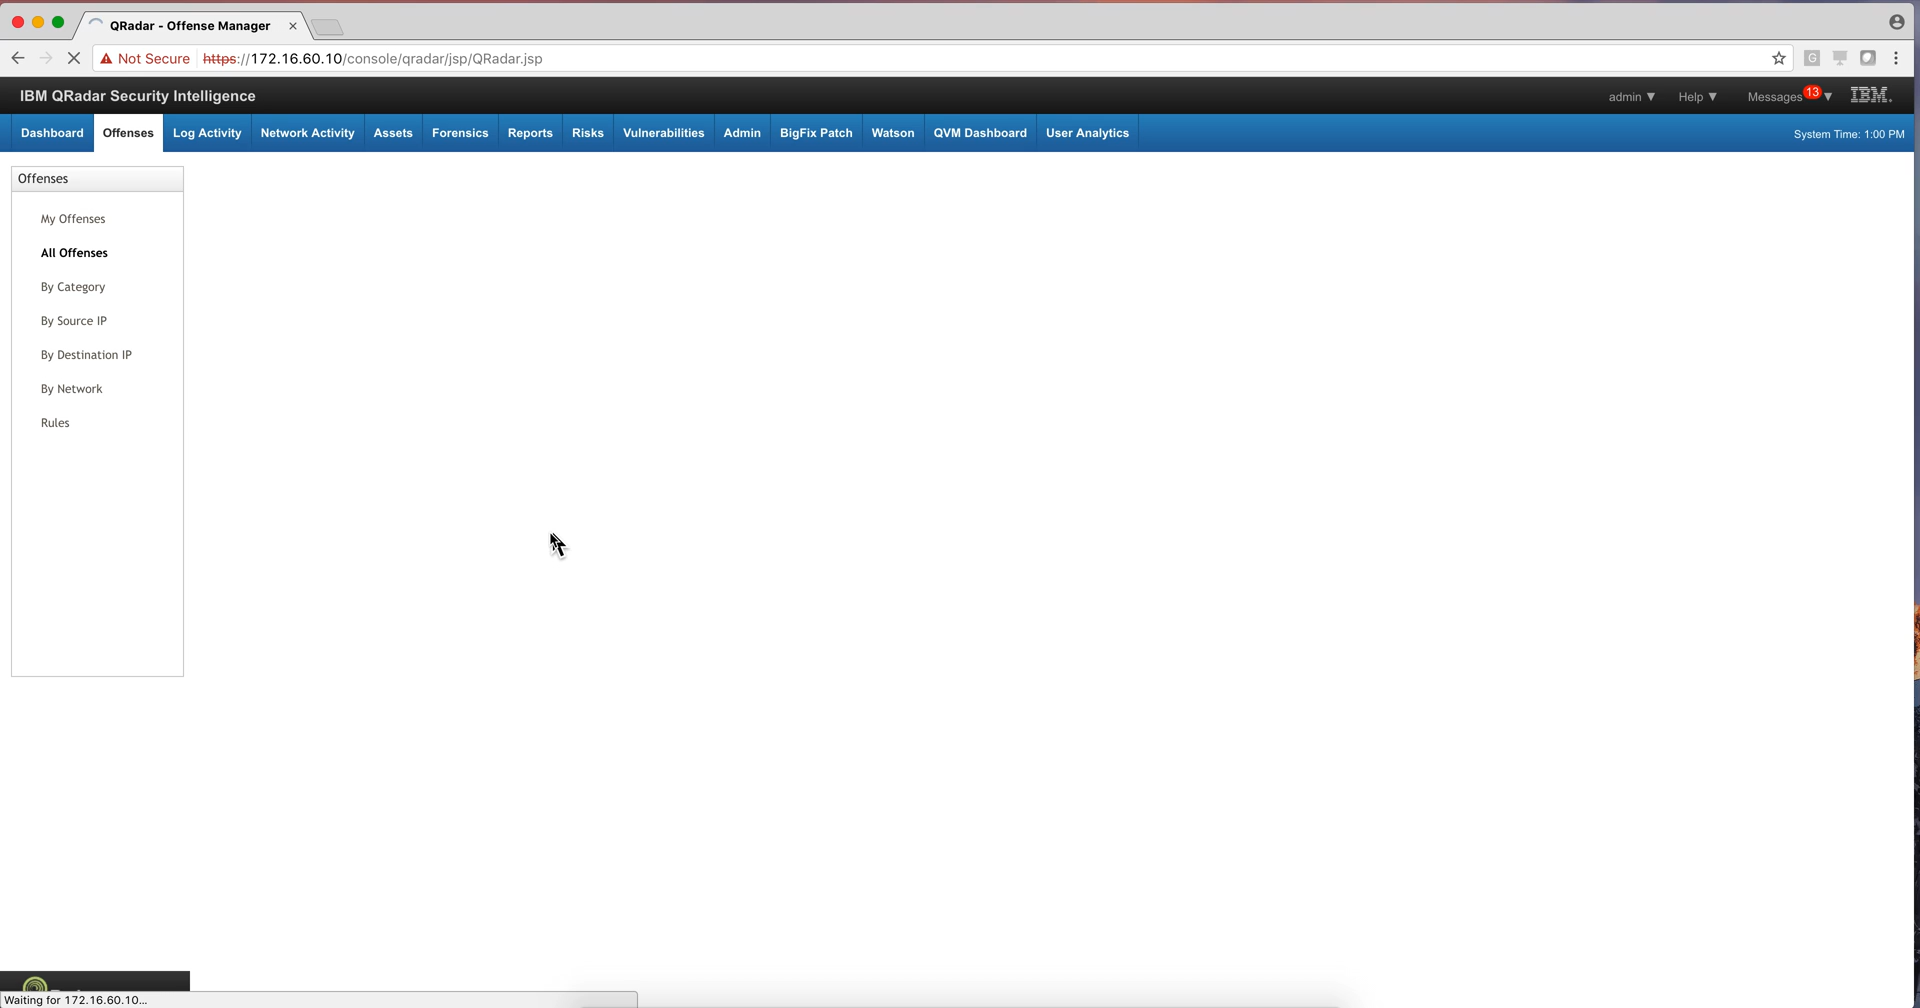 QRadar - Offense Manager
Not Secure https://172.16.60.10/console/qradar/jsp/QRadar.jsp
G
IBM QRadar Security Intelligence
admin ▼ Help ▼ Messages 13 ▼ IBM.
Dashboard Offenses Log Activity Network Activity Assets Forensics Reports Risks Vulnerabilities Admin BigFix Patch Watson QVM Dashboard User Analytics System Time: 1:00 PM
Offenses
My Offenses
All Offenses
By Category
By Source IP
By Destination IP
By Network
Rules
Waiting for 172.16.60.10...